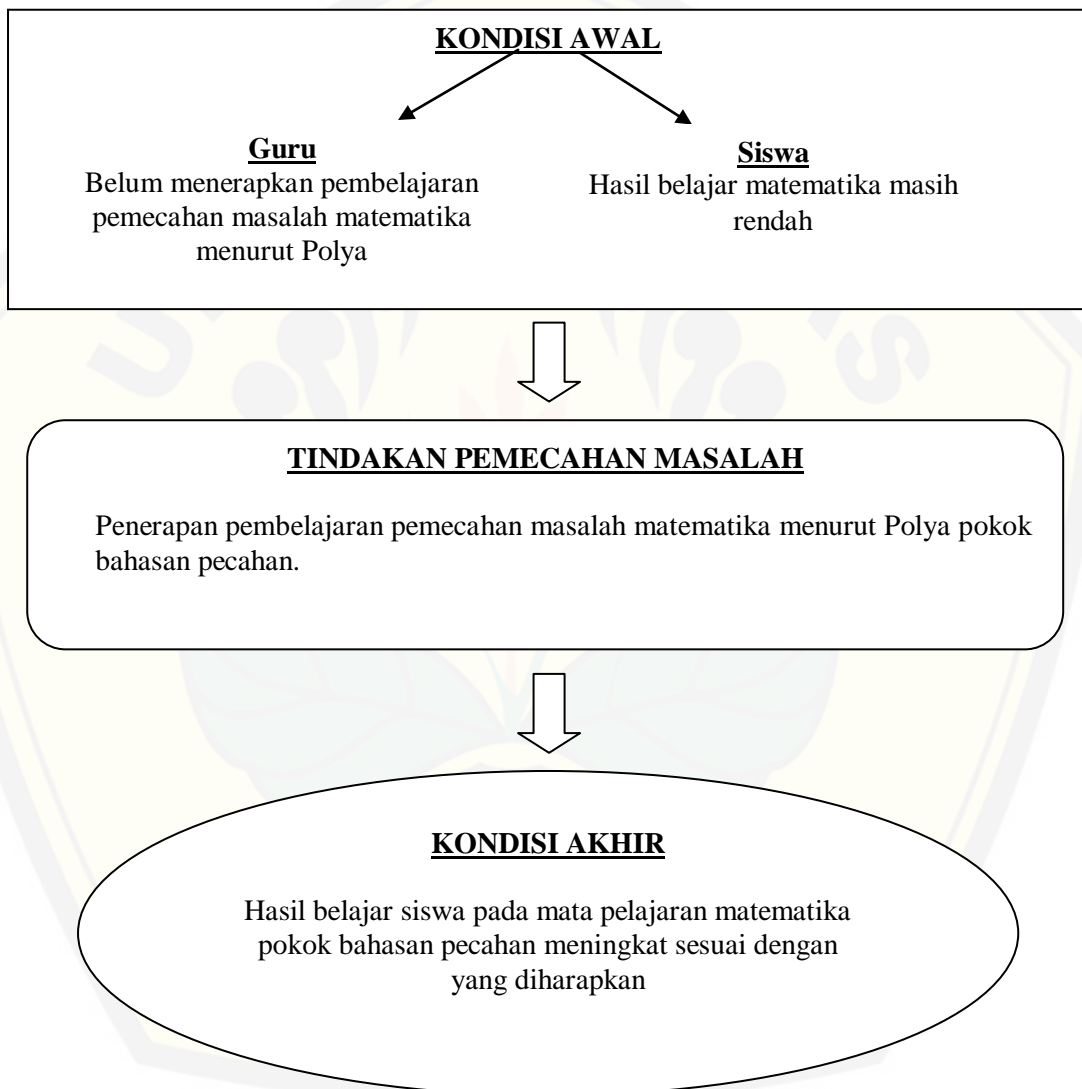 KONDISI AWAL
Guru
Belum menerapkan pembelajaran
pemecahan masalah matematika
menurut Polya
Siswa
Hasil belajar matematika masih
rendah
TINDAKAN PEMECAHAN MASALAH
Penerapan pembelajaran pemecahan masalah matematika menurut Polya pokok
bahasan pecahan.
KONDISI AKHIR
Hasil belajar siswa pada mata pelajaran matematika
pokok bahasan pecahan meningkat sesuai dengan
yang diharapkan